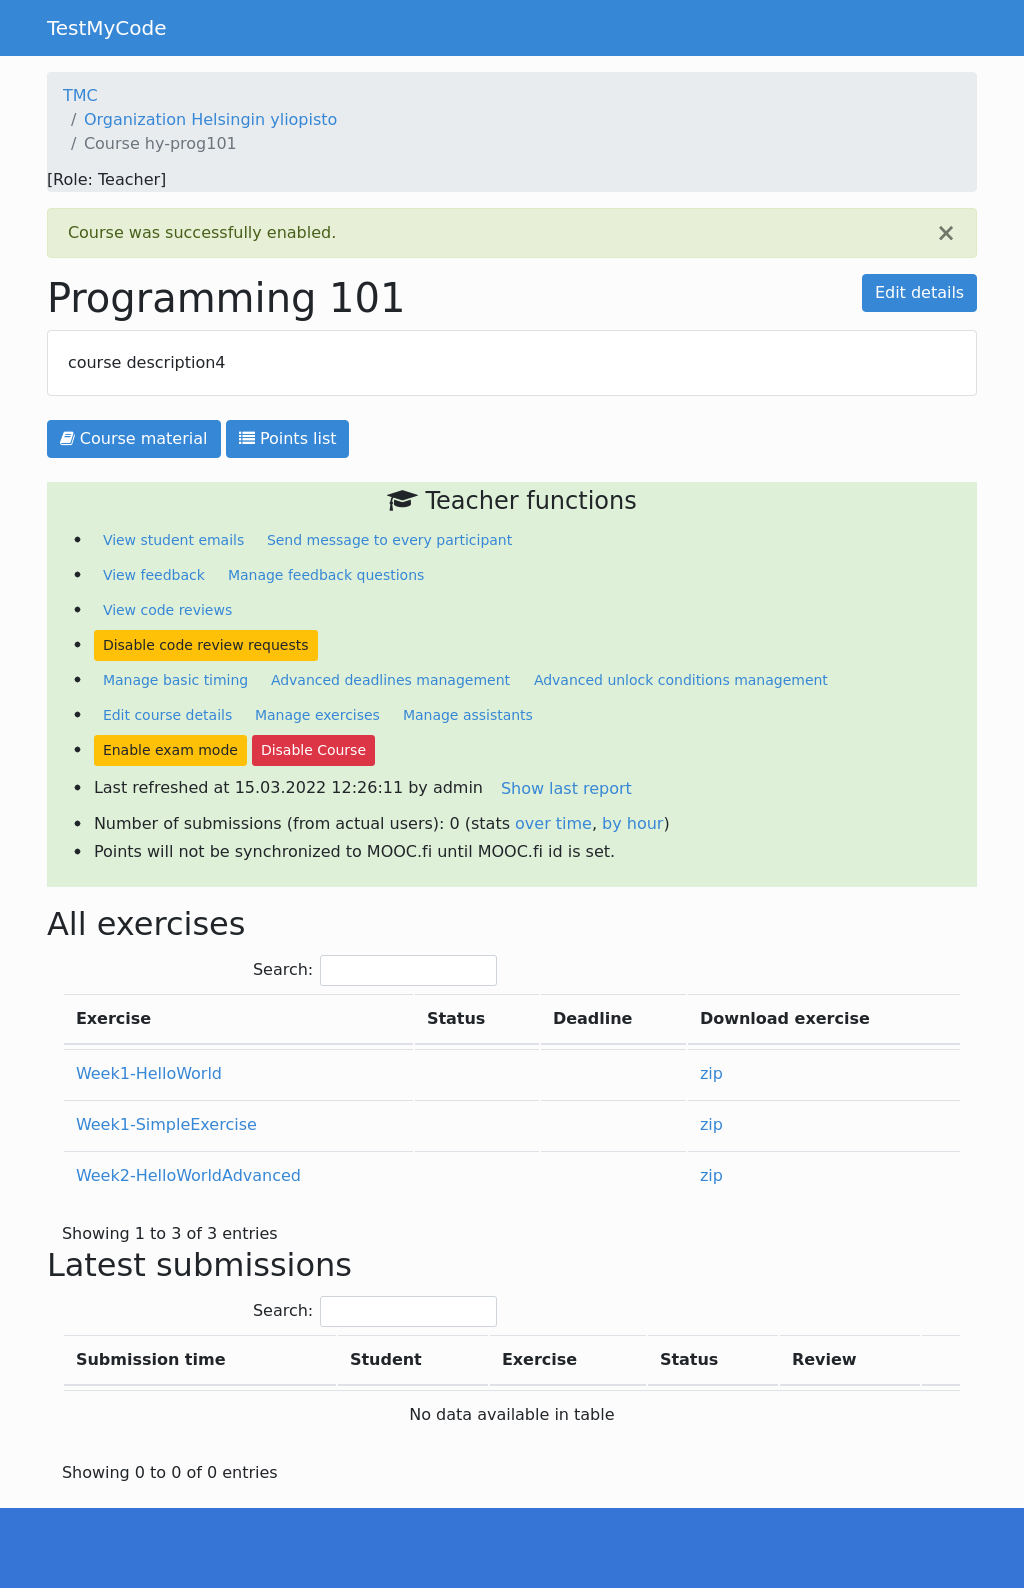 TestMyCode
TMC
/ Organization Helsingin yliopisto
/ Course hy-prog101
[Role: Teacher]
Course was successfully enabled. ×
Programming 101 Edit details
course description4
Course material Points list
Teacher functions
• View student emails Send message to every participant
• View feedback Manage feedback questions
• View code reviews
• Disable code review requests
• Manage basic timing Advanced deadlines management Advanced unlock conditions management
• Edit course details Manage exercises Manage assistants
• Enable exam mode Disable Course
• Last refreshed at 15.03.2022 12:26:11 by admin Show last report
• Number of submissions (from actual users): 0 (stats over time, by hour)
• Points will not be synchronized to MOOC.fi until MOOC.fi id is set.
All exercises
Search:
Exercise Status Deadline Download exercise
Week1-HelloWorld zip
Week1-SimpleExercise zip
Week2-HelloWorldAdvanced zip
Showing 1 to 3 of 3 entries
Latest submissions
Search:
Submission time Student Exercise Status Review
No data available in table
Showing 0 to 0 of 0 entries